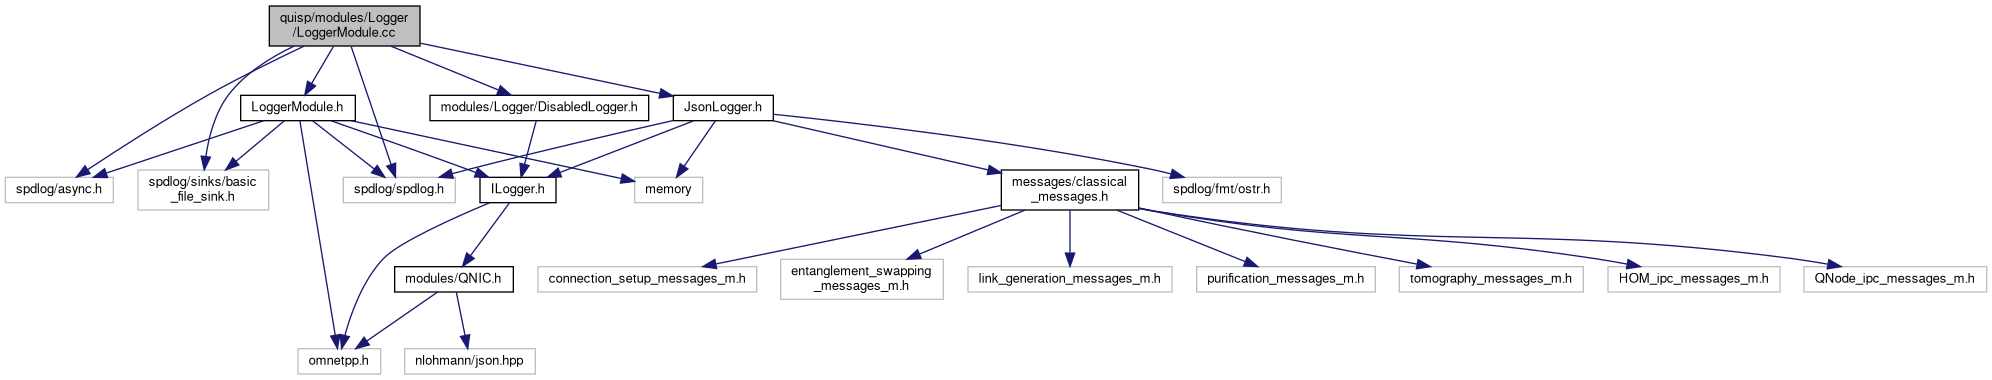 quisp/modules/Logger
/LoggerModule.cc
LoggerModule.h
modules/Logger/DisabledLogger.h
JsonLogger.h
spdlog/async.h
spdlog/sinks/basic
_file_sink.h
spdlog/spdlog.h
ILogger.h
memory
messages/classical
_messages.h
spdlog/fmt/ostr.h
modules/QNIC.h
connection_setup_messages_m.h
entanglement_swapping
_messages_m.h
link_generation_messages_m.h
purification_messages_m.h
tomography_messages_m.h
HOM_ipc_messages_m.h
QNode_ipc_messages_m.h
omnetpp.h
nlohmann/json.hpp